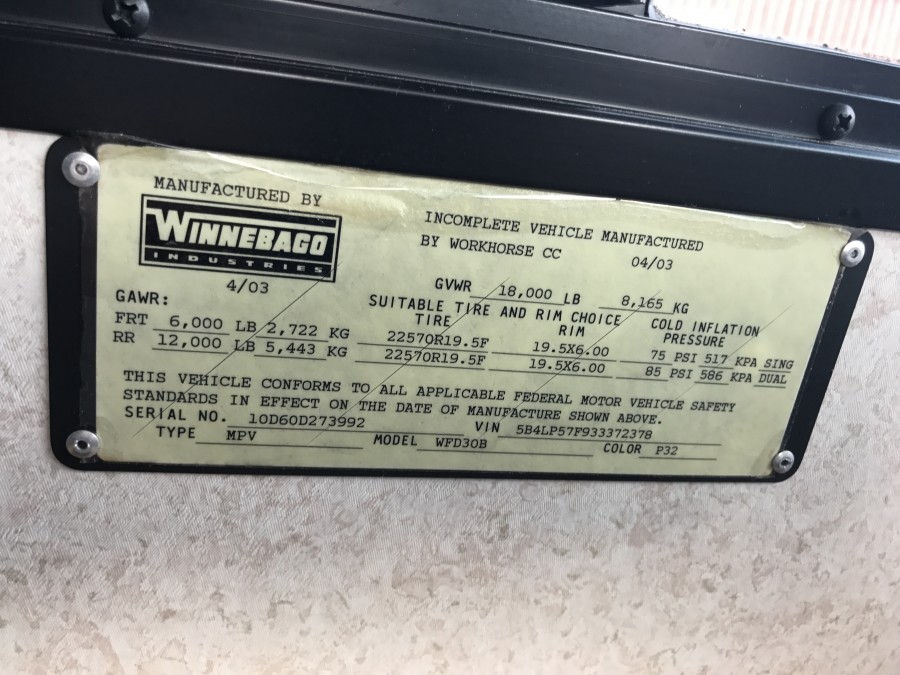 MANUFACTURED BY
WINNEBAGO
INDUSTRIES
4/03
INCOMPLETE VEHICLE MANUFACTURED
BY WORKHORSE CC 04/03
GVWR 18,000 LB 8,165 KG
GAWR:
SUITABLE TIRE AND RIM CHOICE
TIRE RIM COLD INFLATION PRESSURE
FRT 6,000 LB 2,722 KG 22570R19.5F 19.5X6.00 75 PSI 517 KPA SING
RR 12,000 LB 5,443 KG 22570R19.5F 19.5X6.00 85 PSI 586 KPA DUAL
THIS VEHICLE CONFORMS TO ALL APPLICABLE FEDERAL MOTOR VEHICLE SAFETY
STANDARDS IN EFFECT ON THE DATE OF MANUFACTURE SHOWN ABOVE.
SERIAL NO. 10D60D273992 VIN 5B4LP57F933372378
TYPE MPV MODEL WFD30B COLOR P32